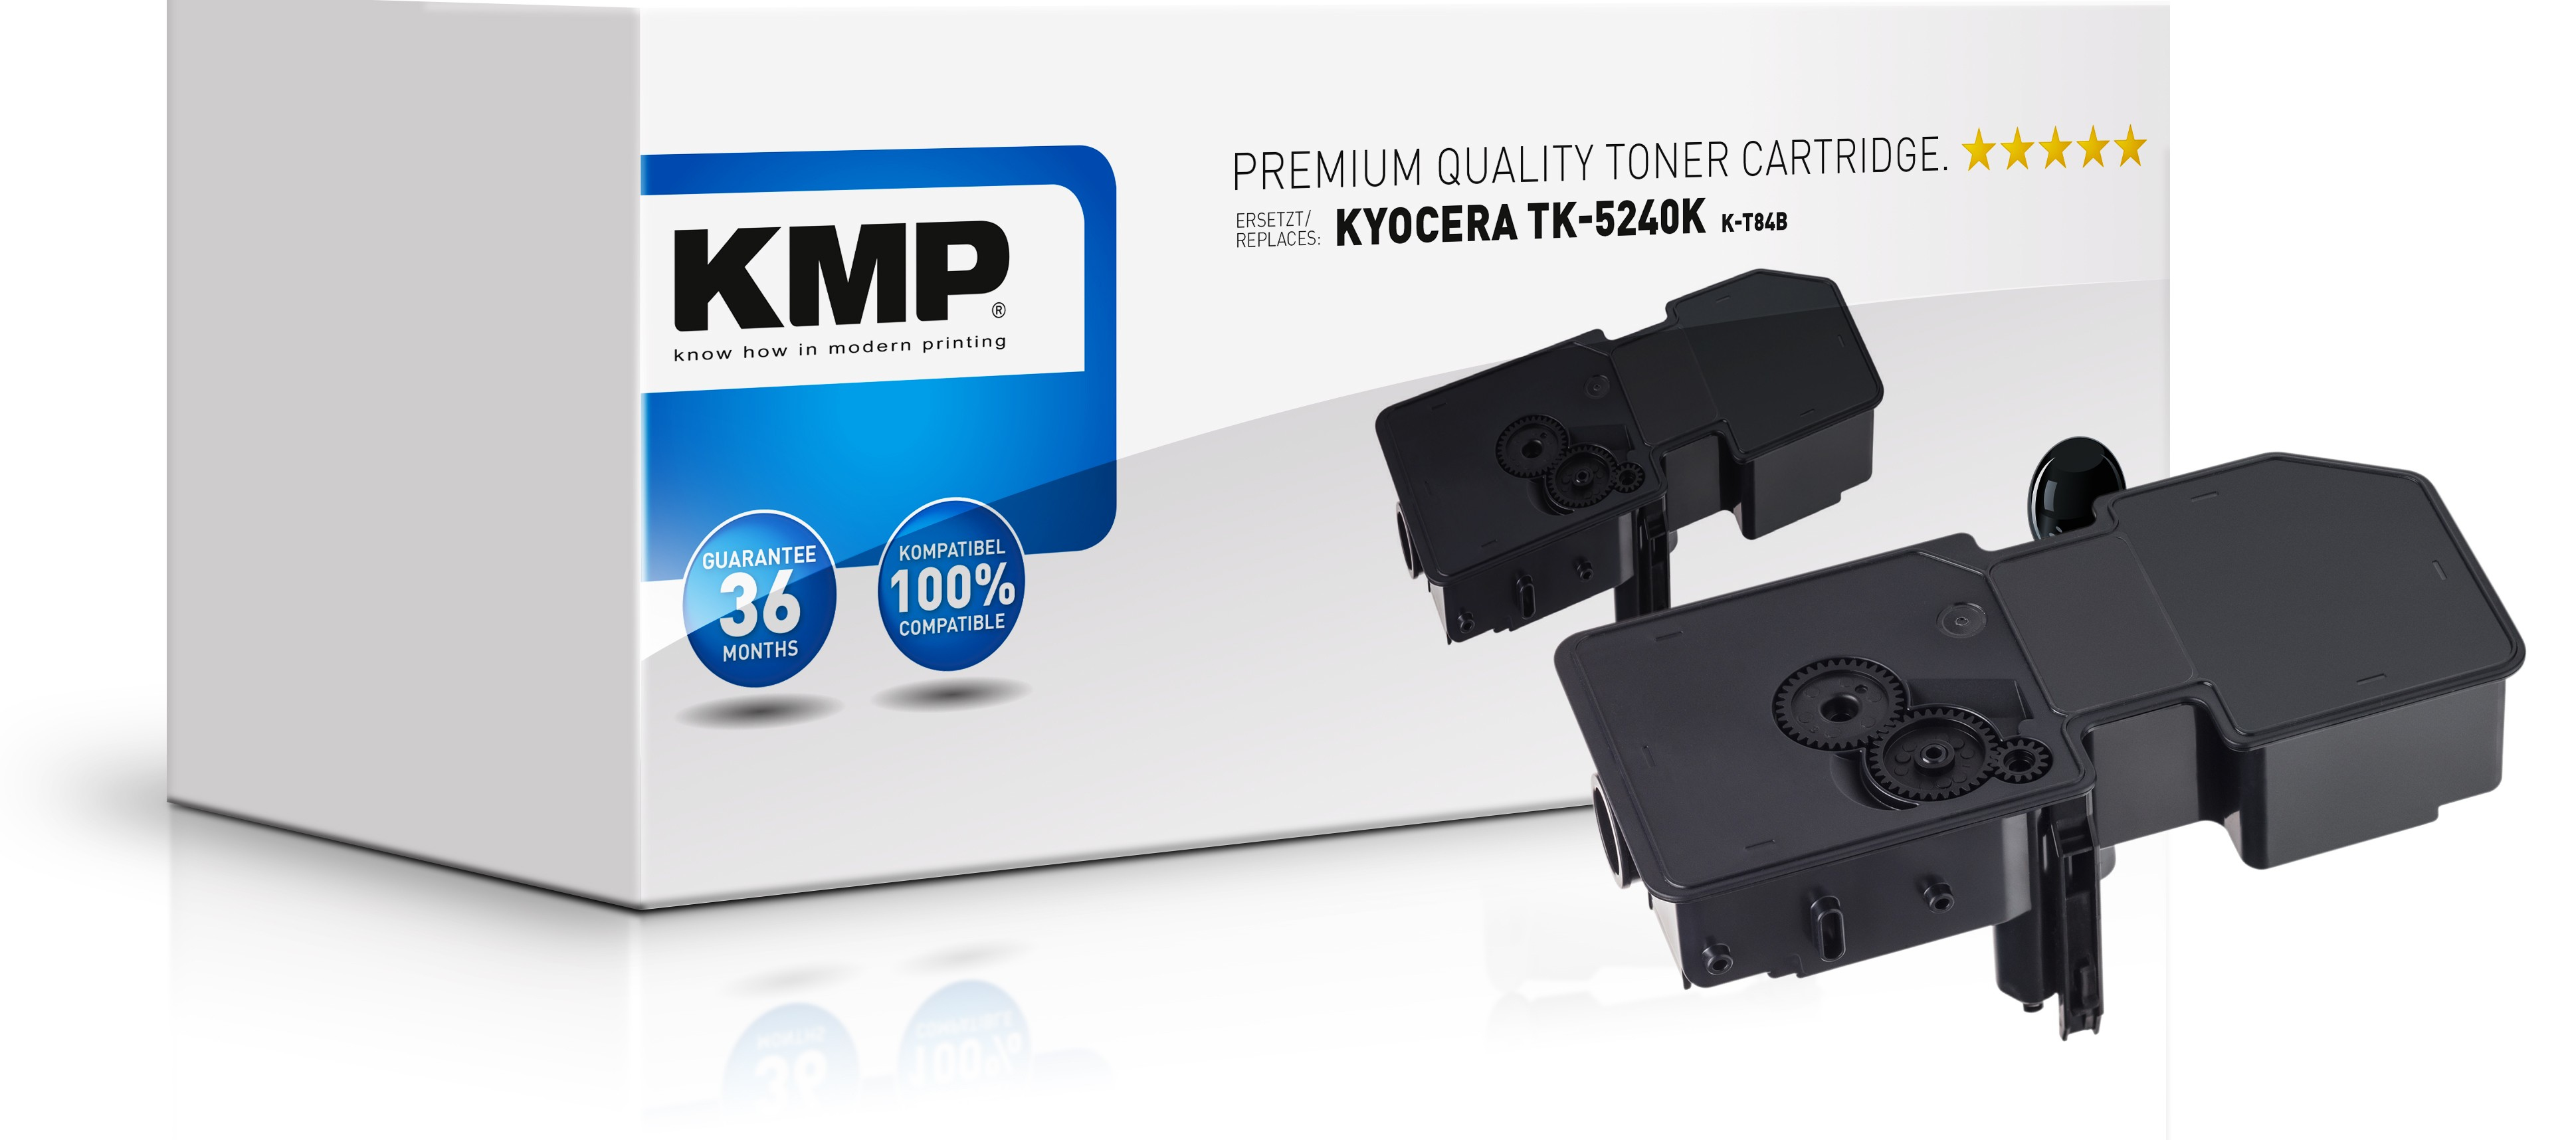 PREMIUM QUALITY TONER CARTRIDGE.
ERSETZT/
REPLACES: KYOCERA TK-5240K K-T84B
KMP®
know how in modern printing
GUARANTEE
36
MONTHS
KOMPATIBEL
100%
COMPATIBLE